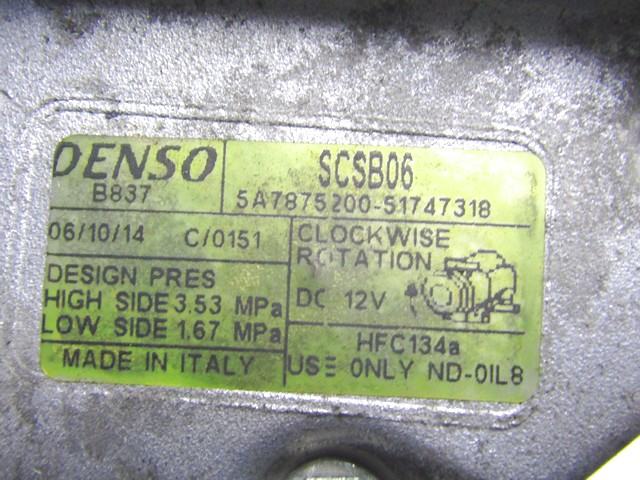 DENSO
B837
SCSB06
5A7875200-51747318
06/10/14 C/0151
CLOCKWISE
ROTATION
DC 12V
DESIGN PRES
HIGH SIDE 3.53 MPa
LOW SIDE 1.67 MPa
MADE IN ITALY
HFC134a
USE ONLY ND-OIL8